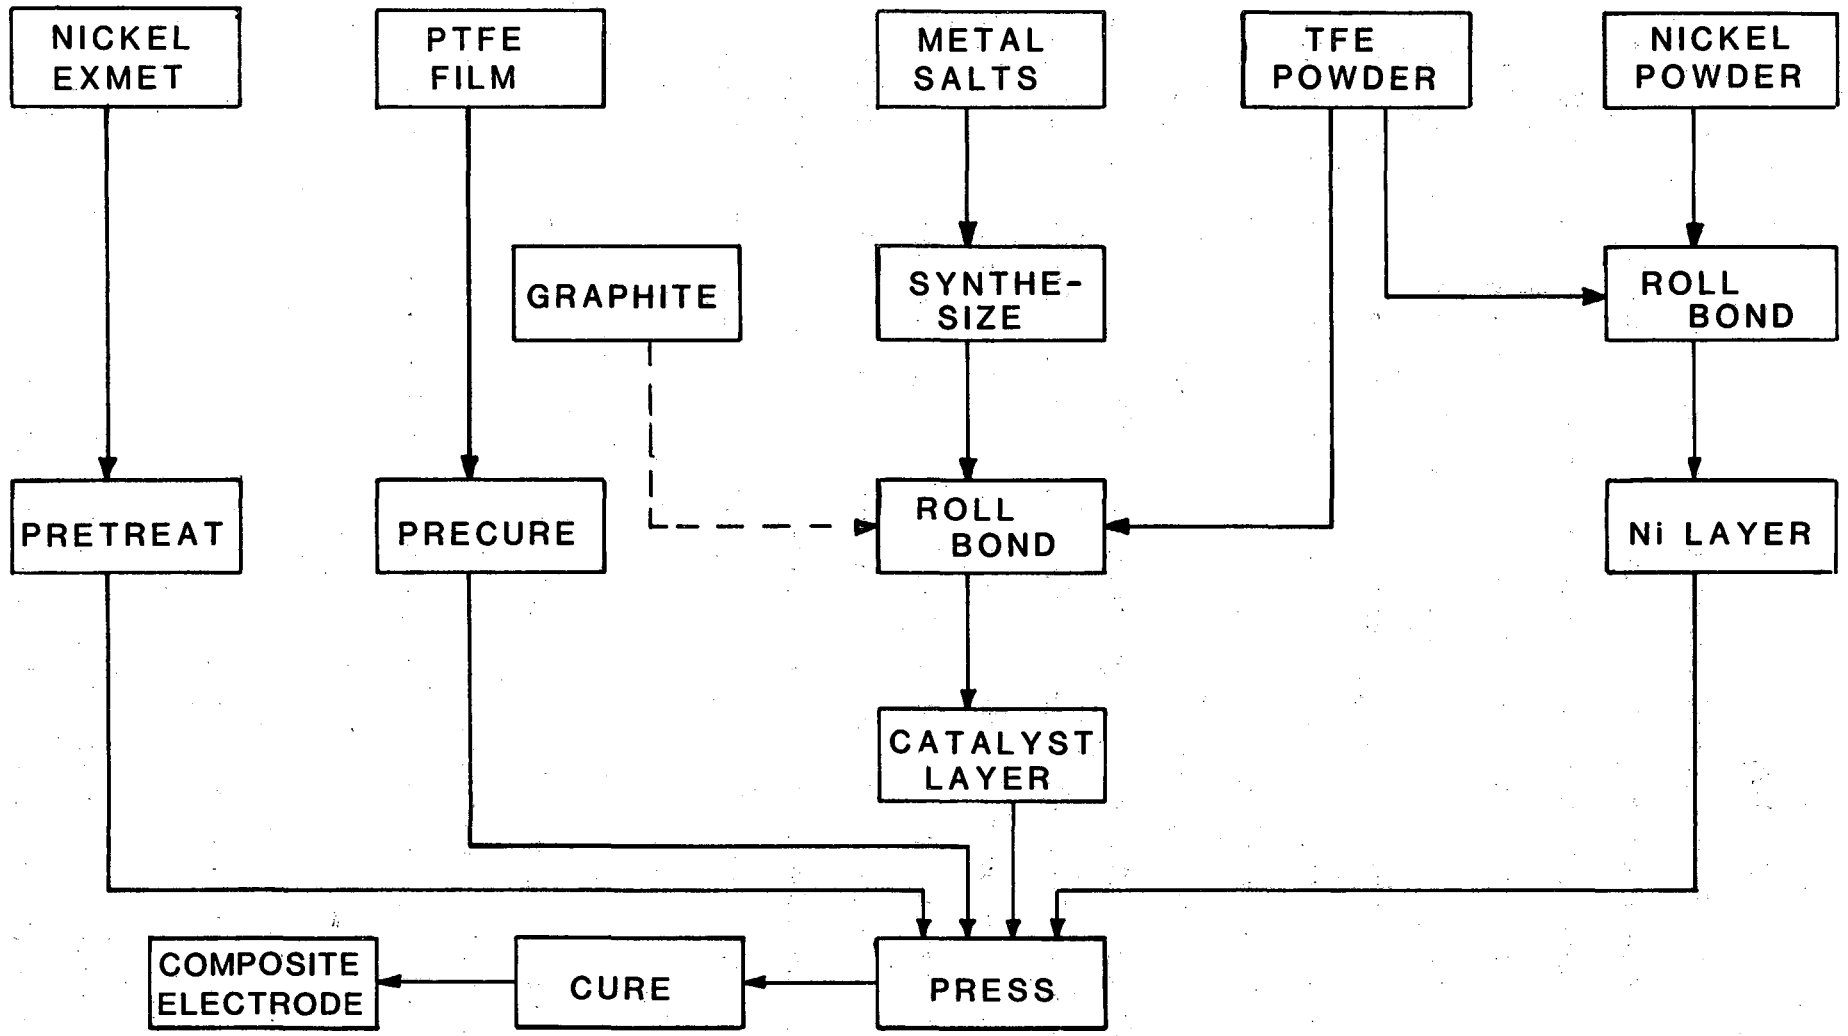 NICKEL
EXMET
PTFE
FILM
METAL
SALTS
TFE
POWDER
NICKEL
POWDER
GRAPHITE
SYNTHE-
SIZE
ROLL
BOND
PRETREAT
PRECURE
ROLL
BOND
Ni LAYER
CATALYST
LAYER
COMPOSITE
ELECTRODE
CURE
PRESS